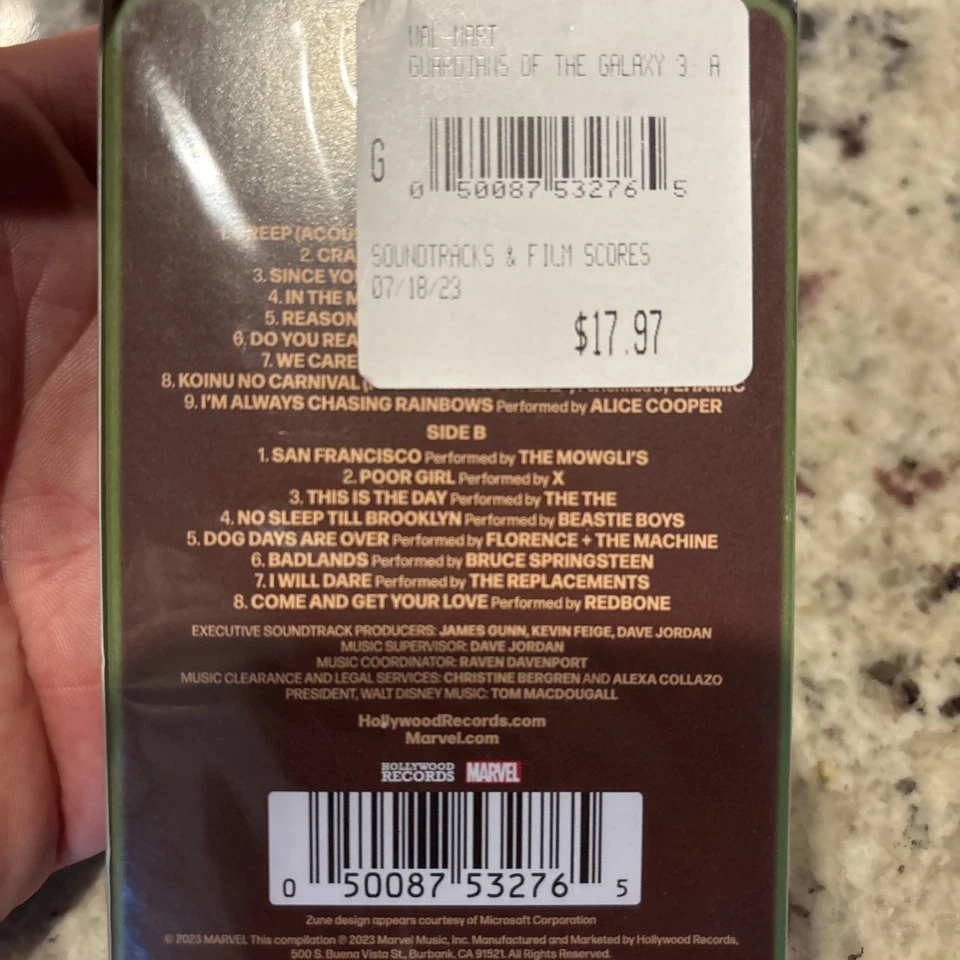 WAL-MART
GUARDIANS OF THE GALAXY 3: A
G
0 50087 53276 5
SOUNDTRACKS & FILM SCORES
07/18/23
$17.97
REEP (ACOU
2. CRA
3. SINCE YO
4. IN THE M
5. REASON
6. DO YOU REA
7. WE CARE
8. KOINU NO CARNIVAL Performed by EHAMIC
9. I'M ALWAYS CHASING RAINBOWS Performed by ALICE COOPER
SIDE B
1. SAN FRANCISCO Performed by THE MOWGLI'S
2. POOR GIRL Performed by X
3. THIS IS THE DAY Performed by THE THE
4. NO SLEEP TILL BROOKLYN Performed by BEASTIE BOYS
5. DOG DAYS ARE OVER Performed by FLORENCE + THE MACHINE
6. BADLANDS Performed by BRUCE SPRINGSTEEN
7. I WILL DARE Performed by THE REPLACEMENTS
8. COME AND GET YOUR LOVE Performed by REDBONE
EXECUTIVE SOUNDTRACK PRODUCERS: JAMES GUNN, KEVIN FEIGE, DAVE JORDAN
MUSIC SUPERVISOR: DAVE JORDAN
MUSIC COORDINATOR: RAVEN DAVENPORT
MUSIC CLEARANCE AND LEGAL SERVICES: CHRISTINE BERGREN AND ALEXA COLLAZO
PRESIDENT, WALT DISNEY MUSIC: TOM MACDOUGALL
HollywoodRecords.com
Marvel.com
HOLLYWOOD RECORDS MARVEL
0 50087 53276 5
Zune design appears courtesy of Microsoft Corporation
© 2023 MARVEL This compilation ℗ 2023 Marvel Music, Inc. Manufactured and Marketed by Hollywood Records,
500 S. Buena Vista St., Burbank, CA 91521. All Rights Reserved.